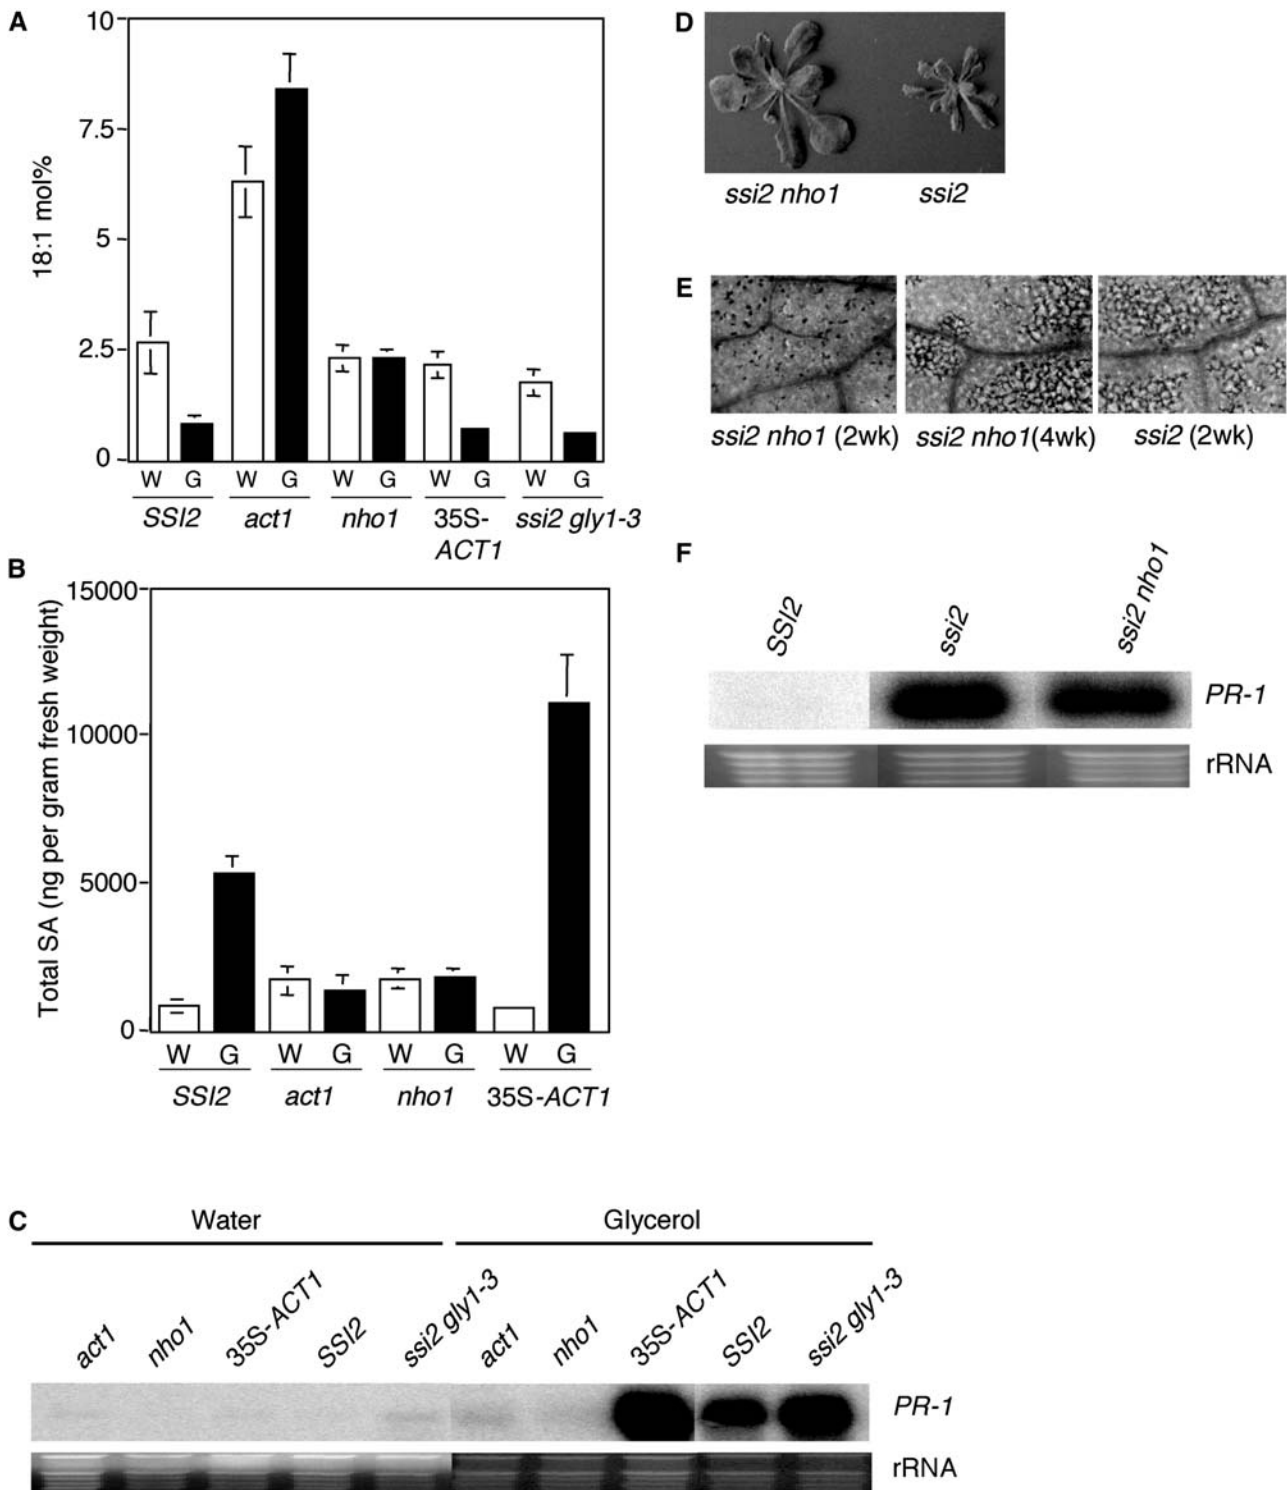 A
10
7.5
5
2.5
0
18:1 mol%
W G W G W G W G W G
SSI2 act1 nho1 35S-ACT1 ssi2 gly1-3
B
15000
10000
5000
0
Total SA (ng per gram fresh weight)
W G W G W G W G
SSI2 act1 nho1 35S-ACT1
C
Water Glycerol
act1 nho1 35S-ACT1 SSI2 ssi2 gly1-3 act1 nho1 35S-ACT1 SSI2 ssi2 gly1-3
PR-1
rRNA
D
ssi2 nho1 ssi2
E
ssi2 nho1 (2wk) ssi2 nho1(4wk) ssi2 (2wk)
F
SSI2 ssi2 ssi2 nho1
PR-1
rRNA